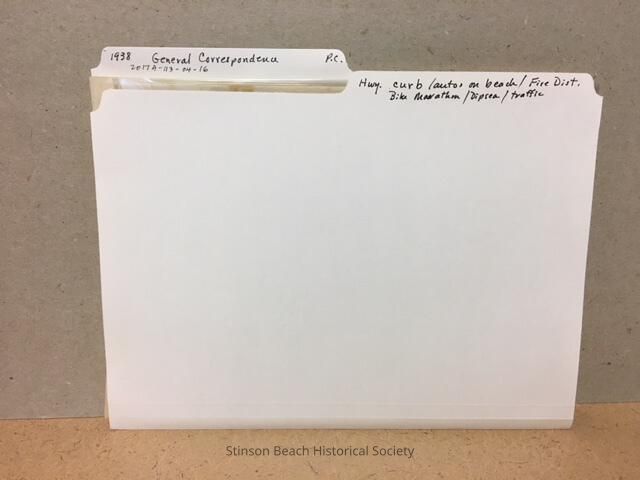 1938 General Correspondence P.C.
2017A-113-04-16
Hwy. curb /autos on beach/ Fire Dist.
Bike Marathon /Dipsea/ traffic
Stinson Beach Historical Society